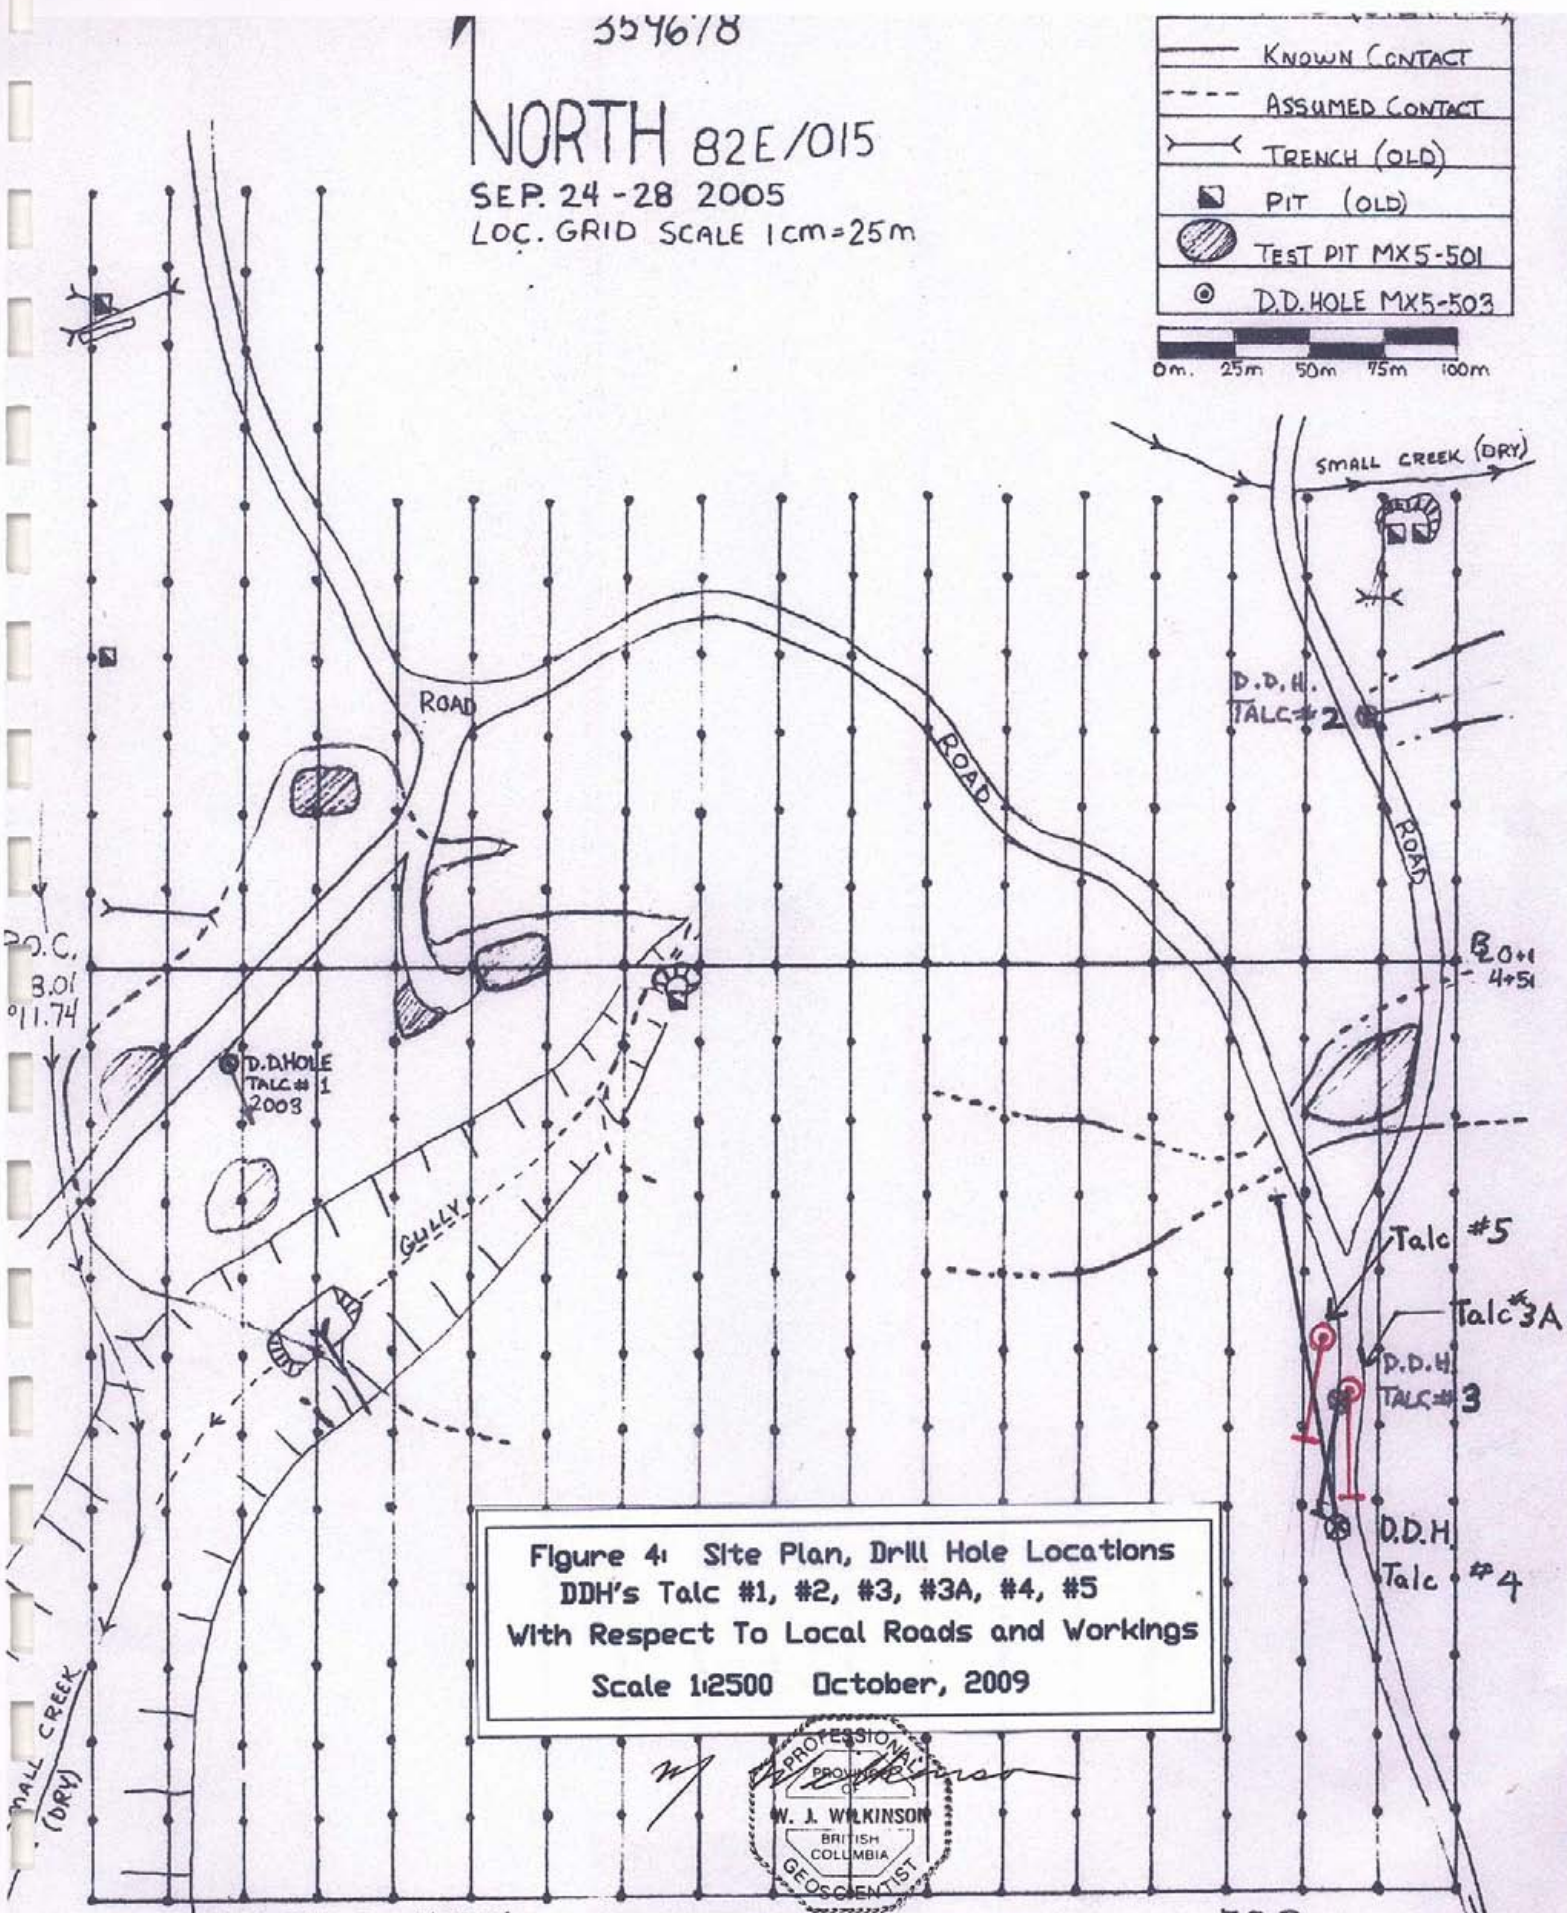 359678
NORTH 82E/015
SEP. 24-28 2005
LOC. GRID SCALE 1cm=25m
KNOWN CONTACT
ASSUMED CONTACT
TRENCH (OLD)
PIT (OLD)
TEST PIT MX5-501
D.D. HOLE MX5-503
0m. 25m 50m 75m 100m
SMALL CREEK (DRY)
D.D.H.
TALC #2
ROAD
ROAD
ROAD
4+51
D.D.HOLE
TALC # 1
2003
GULLY
Talc #5
Talc #3A
D.D.H.
TALC #3
D.D.H.
Talc #4
Figure 4: Site Plan, Drill Hole Locations
DDH's Talc #1, #2, #3, #3A, #4, #5
With Respect To Local Roads and Workings
Scale 1:2500 October, 2009
MALL CREEK
(DRY)
PROFESSIONAL
PROVINCE
OF
W. J. WILKINSON
BRITISH
COLUMBIA
GEOSCIENTIST